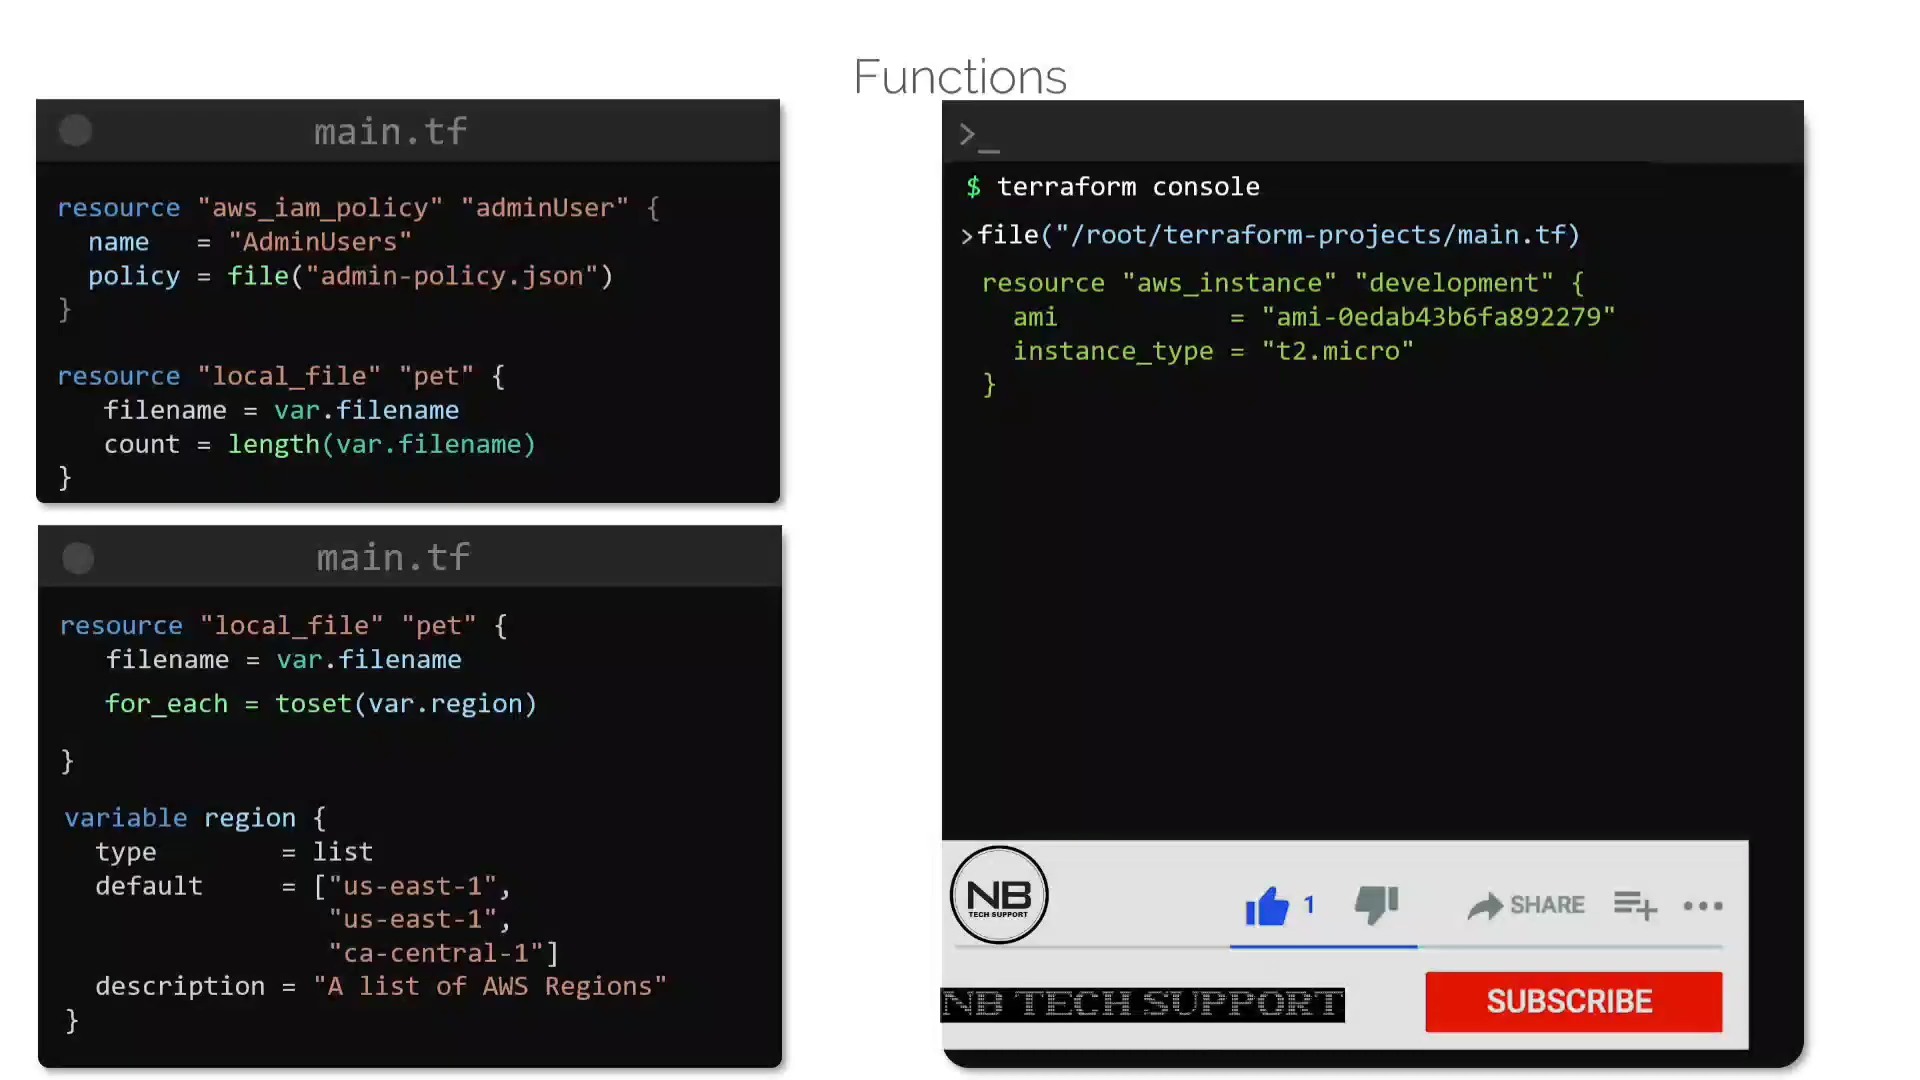 Functions
main.tf
resource "aws_iam_policy" "adminUser" {
name = "AdminUsers"
policy = file("admin-policy.json")
}
resource "local_file" "pet" {
filename = var.filename
count = length(var.filename)
}
main.tf
resource "local_file" "pet" {
filename = var.filename
for_each = toset(var.region)
}
variable region {
type = list
default = ["us-east-1",
"us-east-1",
"ca-central-1"]
description = "A list of AWS Regions"
}
>_
$ terraform console
>file("/root/terraform-projects/main.tf)
resource "aws_instance" "development" {
ami = "ami-0edab43b6fa892279"
instance_type = "t2.micro"
}
NB
TECH SUPPORT
1
SHARE
NB TECH SUPPORT
SUBSCRIBE